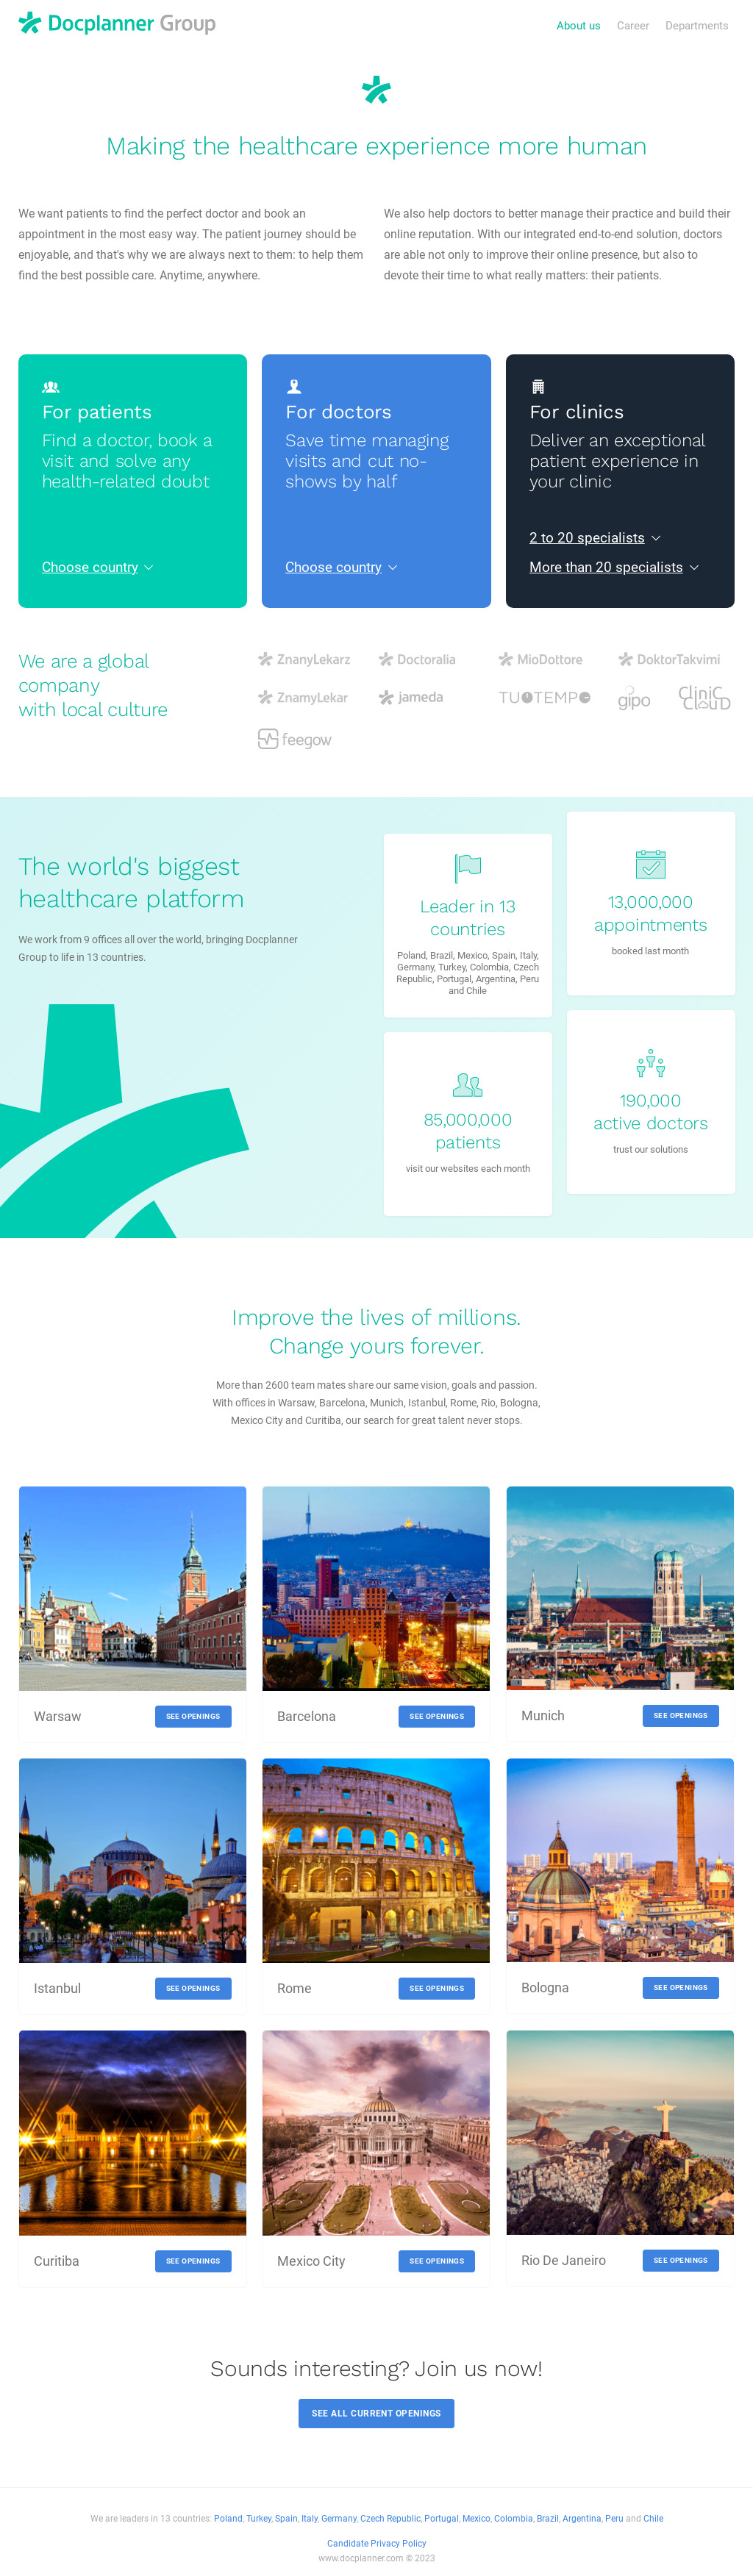 Docplanner Group
About us
Career
Departments
Making the healthcare experience more human
We want patients to find the perfect doctor and book an
appointment in the most easy way. The patient journey should be
enjoyable, and that's why we are always next to them: to help them
find the best possible care. Anytime, anywhere.
We also help doctors to better manage their practice and build their
online reputation. With our integrated end-to-end solution, doctors
are able not only to improve their online presence, but also to
devote their time to what really matters: their patients.
For patients
Find a doctor, book a
visit and solve any
health-related doubt
Choose country
For doctors
Save time managing
visits and cut no-
shows by half
Choose country
For clinics
Deliver an exceptional
patient experience in
your clinic
2 to 20 specialists
More than 20 specialists
We are a global
company
with local culture
ZnanyLekarz
Doctoralia
MioDottore
DoktorTakvimi
ZnamyLekar
jameda
TUOTEMPO
gipo
CliniC
ClouD
feegow
The world's biggest
healthcare platform
We work from 9 offices all over the world, bringing Docplanner
Group to life in 13 countries.
Leader in 13
countries
Poland, Brazil, Mexico, Spain, Italy,
Germany, Turkey, Colombia, Czech
Republic, Portugal, Argentina, Peru
and Chile
13,000,000
appointments
booked last month
85,000,000
patients
visit our websites each month
190,000
active doctors
trust our solutions
Improve the lives of millions.
Change yours forever.
More than 2600 team mates share our same vision, goals and passion.
With offices in Warsaw, Barcelona, Munich, Istanbul, Rome, Rio, Bologna,
Mexico City and Curitiba, our search for great talent never stops.
Warsaw
SEE OPENINGS
Barcelona
SEE OPENINGS
Munich
SEE OPENINGS
Istanbul
SEE OPENINGS
Rome
SEE OPENINGS
Bologna
SEE OPENINGS
Curitiba
SEE OPENINGS
Mexico City
SEE OPENINGS
Rio De Janeiro
SEE OPENINGS
Sounds interesting? Join us now!
SEE ALL CURRENT OPENINGS
We are leaders in 13 countries: Poland, Turkey, Spain, Italy, Germany, Czech Republic, Portugal, Mexico, Colombia, Brazil, Argentina, Peru and Chile
Candidate Privacy Policy
www.docplanner.com © 2023